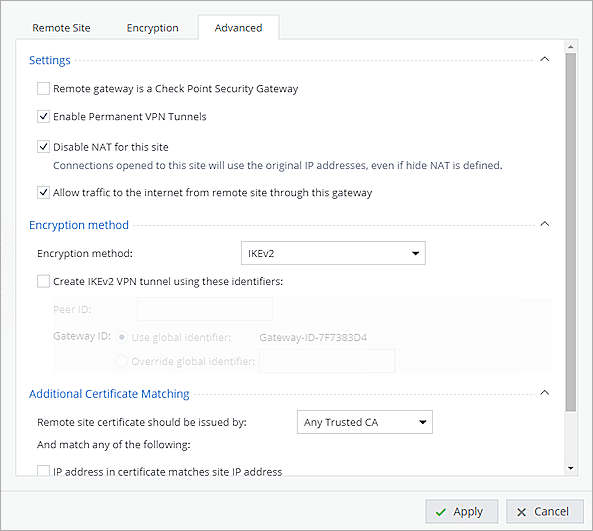 Remote Site
Encryption
Advanced
Settings
Remote gateway is a Check Point Security Gateway
Enable Permanent VPN Tunnels
Disable NAT for this site
Connections opened to this site will use the original IP addresses, even if hide NAT is defined.
Allow traffic to the internet from remote site through this gateway
Encryption method
Encryption method: IKEv2
Create IKEv2 VPN tunnel using these identifiers:
Peer ID:
Gateway ID: Use global identifier: Gateway-ID-7F7383D4
Override global identifier:
Additional Certificate Matching
Remote site certificate should be issued by: Any Trusted CA
And match any of the following:
IP address in certificate matches site IP address
Apply
Cancel